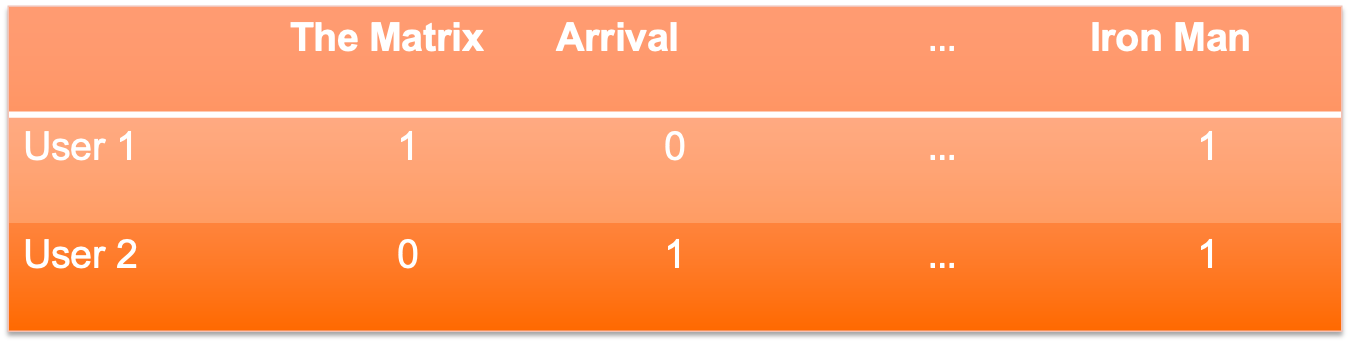 The Matrix Arrival ... Iron Man
User 1 1 0 ... 1
User 2 0 1 ... 1